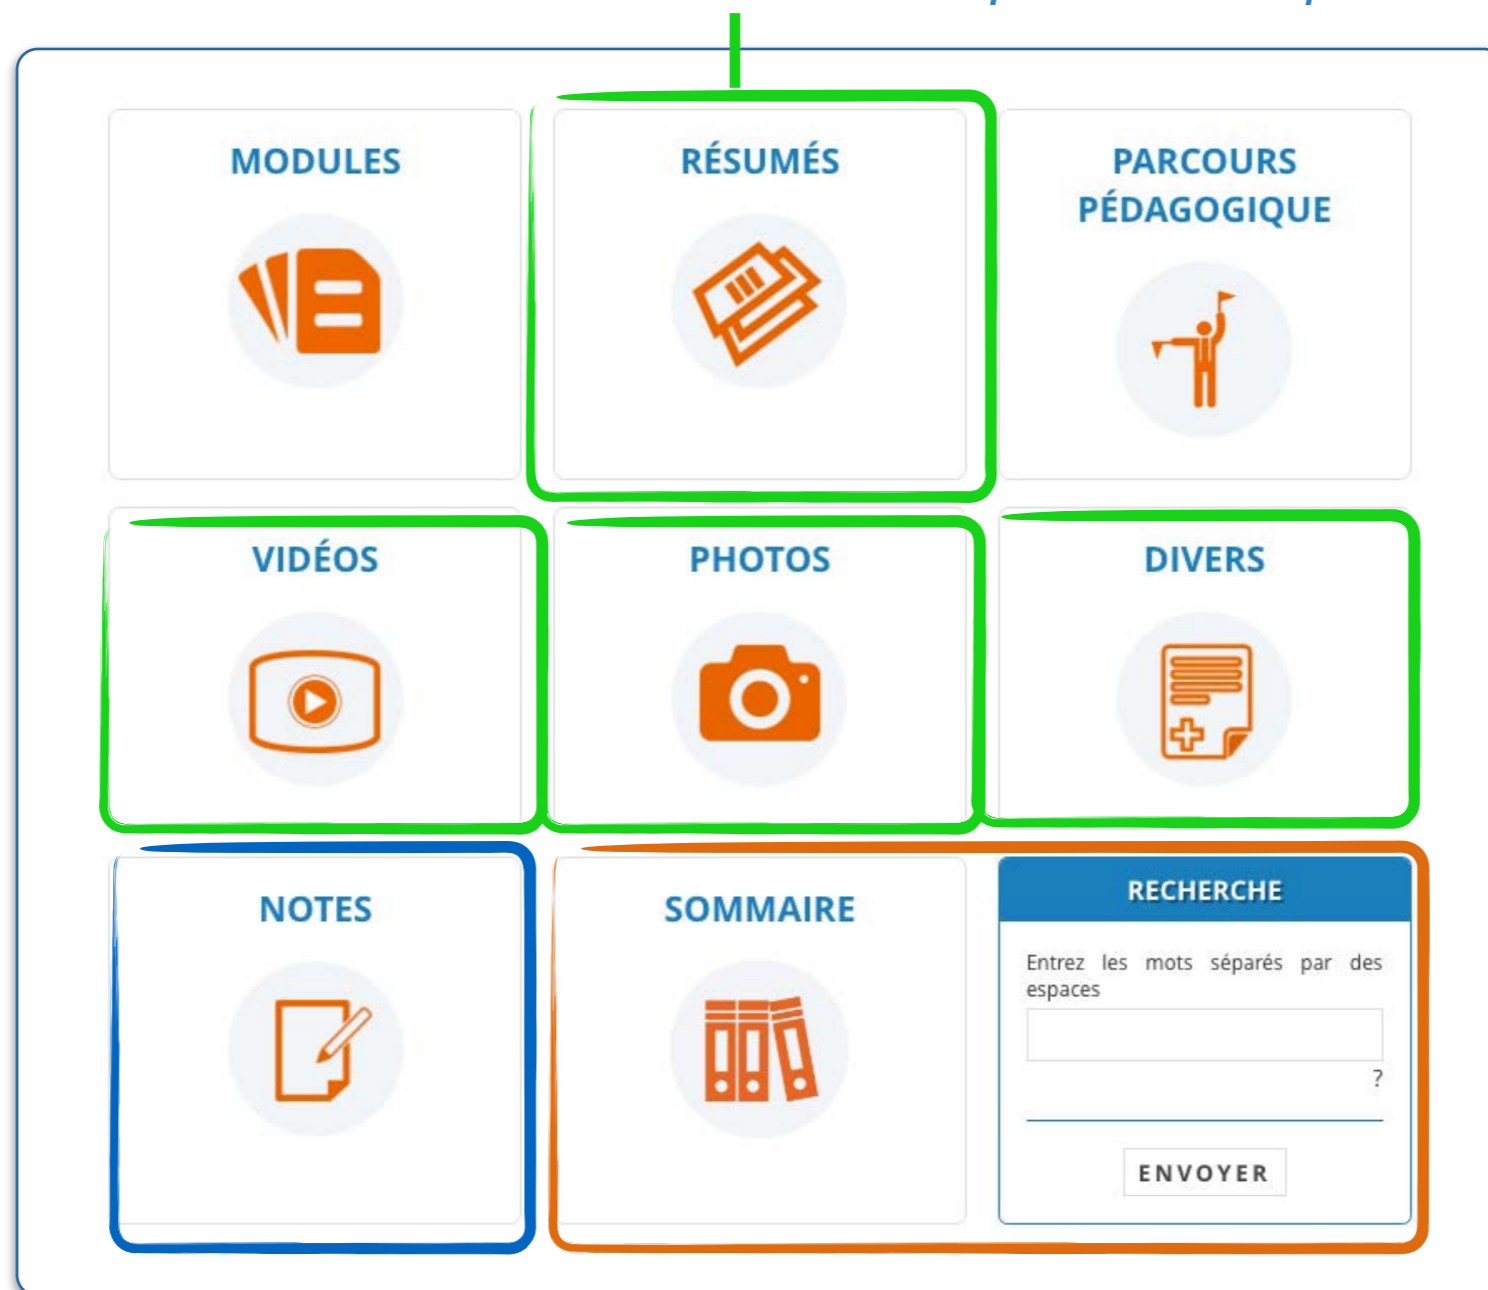 MODULES
RÉSUMÉS
PARCOURS
PÉDAGOGIQUE
VIDÉOS
PHOTOS
DIVERS
NOTES
SOMMAIRE
RECHERCHE
Entrez les mots séparés par des
espaces
?
ENVOYER